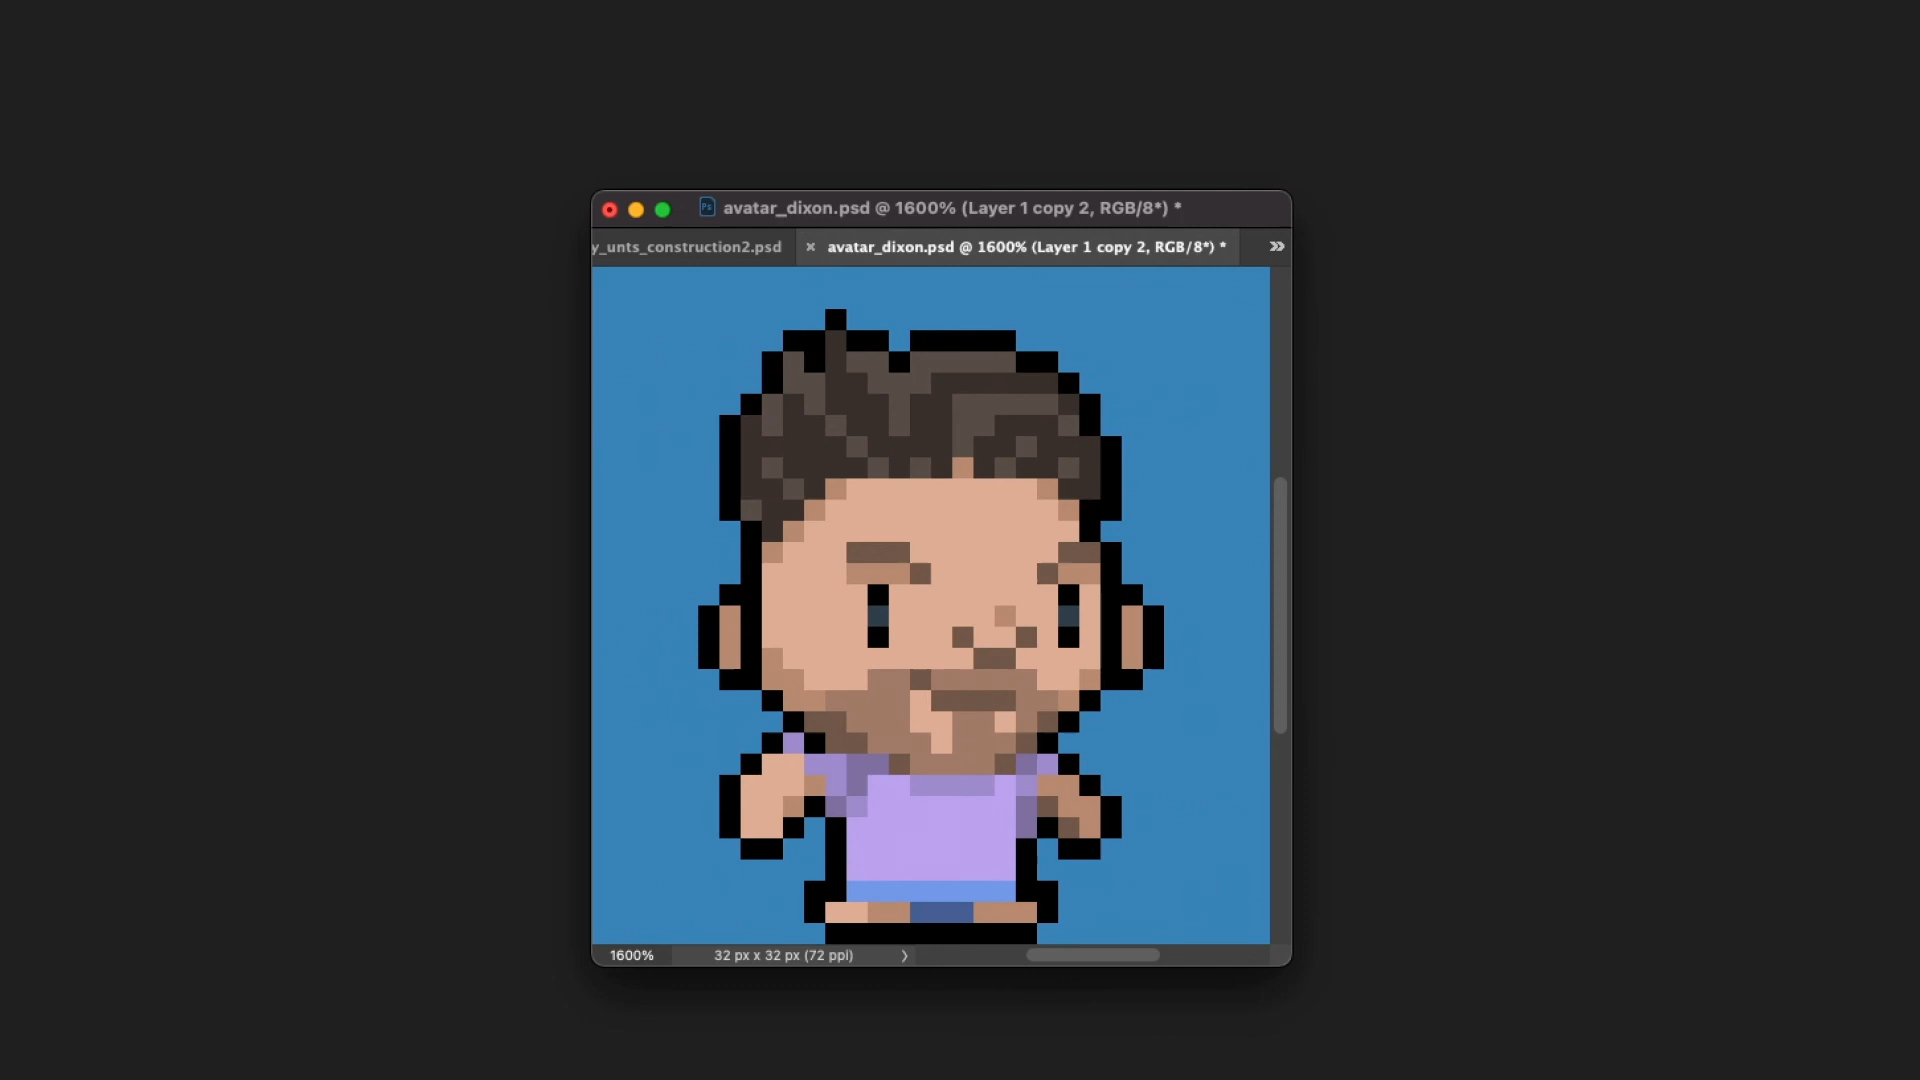 Ps avatar_dixon.psd @ 1600% (Layer 1 copy 2, RGB/8*) *
y_unts_construction2.psd
× avatar_dixon.psd @ 1600% (Layer 1 copy 2, RGB/8*) * »
1600% 32 px x 32 px (72 ppi) >